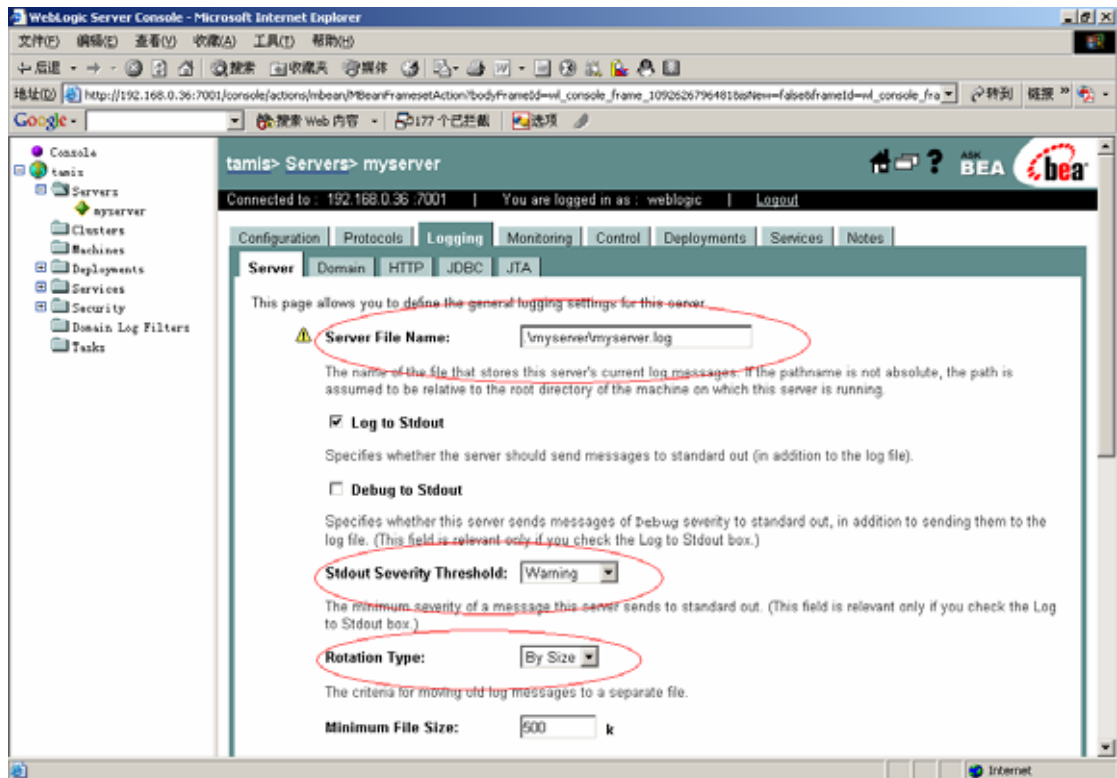 WebLogic Server Console - Microsoft Internet Explorer
文件(F) 编辑(E) 查看(V) 收藏(A) 工具(T) 帮助(H)
后退 搜索 收藏夹 媒体
地址(D) http://192.168.0.36:7001/console/actions/mbean/MBeanFramesetAction?bodyFrameId=wl_console_frame_1092626796481&isNew=false&frameId=wl_console_fra 转到 链接 »
Google 搜索 Web 内容 177 个已拦截 选项
Console
tamis
Servers
myserver
Clusters
Machines
Deployments
Services
Security
Domain Log Filters
Tasks
tamis> Servers> myserver
? ASK BEA bea
Connected to : 192.168.0.36 :7001 | You are logged in as : weblogic | Logout
Configuration Protocols Logging Monitoring Control Deployments Services Notes
Server Domain HTTP JDBC JTA
This page allows you to define the general logging settings for this server.
Server File Name: .\myserver\myserver.log
The name of the file that stores this server's current log messages. If the pathname is not absolute, the path is
assumed to be relative to the root directory of the machine on which this server is running.
Log to Stdout
Specifies whether the server should send messages to standard out (in addition to the log file).
Debug to Stdout
Specifies whether this server sends messages of Debug severity to standard out, in addition to sending them to the
log file. (This field is relevant only if you check the Log to Stdout box.)
Stdout Severity Threshold: Warning
The minimum severity of a message this server sends to standard out. (This field is relevant only if you check the Log
to Stdout box.)
Rotation Type: By Size
The criteria for moving old log messages to a separate file.
Minimum File Size: 500 k
Internet